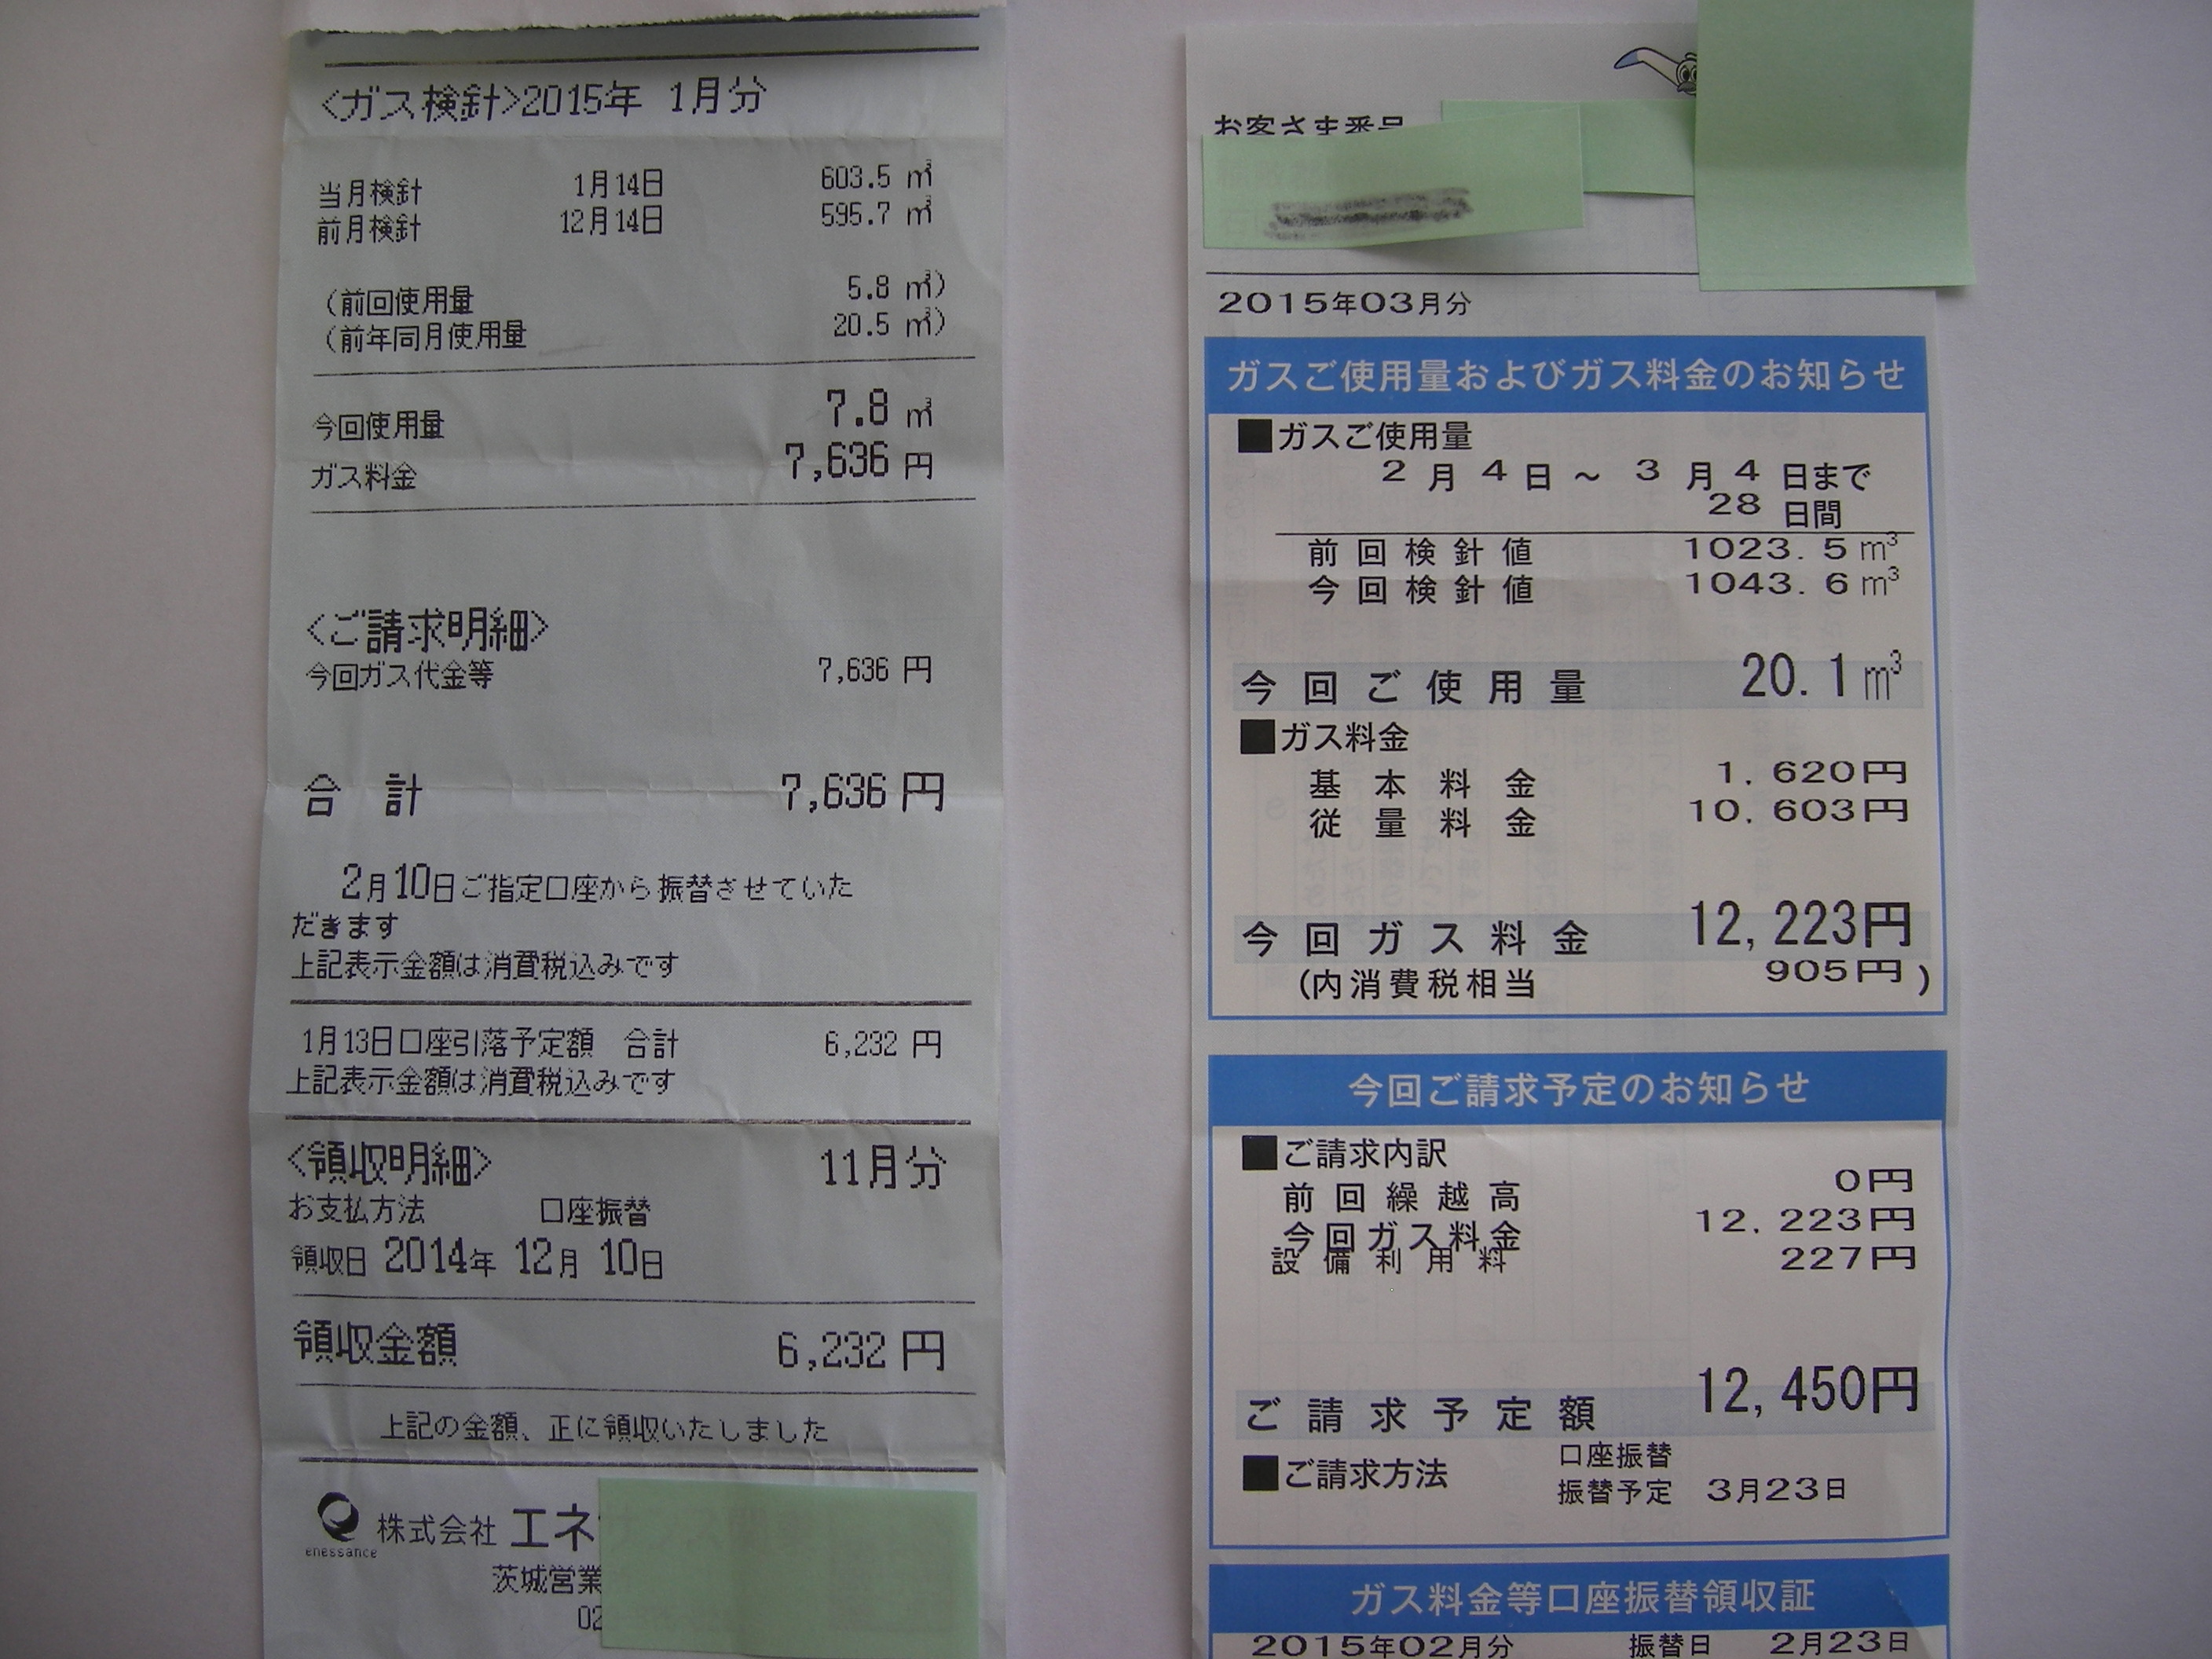 <ガス検針>2015年 1月分
当月検針 1月14日 603.5 ㎥
前月検針 12月14日 595.7 ㎥
(前回使用量 5.8 ㎥)
(前年同月使用量 20.5 ㎥)
今回使用量 7.8 ㎥
ガス料金 7,636 円
<ご請求明細>
今回ガス代金等 7,636 円
合 計 7,636 円
2月10日ご指定口座から振替させていた
だきます
上記表示金額は消費税込みです
1月13日口座引落予定額 合計 6,232 円
上記表示金額は消費税込みです
<領収明細> 11月分
お支払方法 口座振替
領収日 2014年 12月 10日
領収金額 6,232 円
上記の金額、正に領収いたしました
enessance 株式会社 エネ
茨城営業
02
お客さま番号
2015年03月分
ガスご使用量およびガス料金のお知らせ
■ガスご使用量
2 月 4 日 ~ 3 月 4 日まで
28 日間
前回検針値 1023.5 m³
今回検針値 1043.6 m³
今回ご使用量 20.1 ㎥
■ガス料金
基本料金 1,620円
従量料金 10,603円
今回ガス料金 12,223円
(内消費税相当 905円)
今回ご請求予定のお知らせ
■ご請求内訳
前回繰越高 0円
今回ガス料金 12,223円
設備利用料 227円
ご請求予定額 12,450円
■ご請求方法 口座振替
振替予定 3月23日
ガス料金等口座振替領収証
2015年02月分 振替日 2月23日